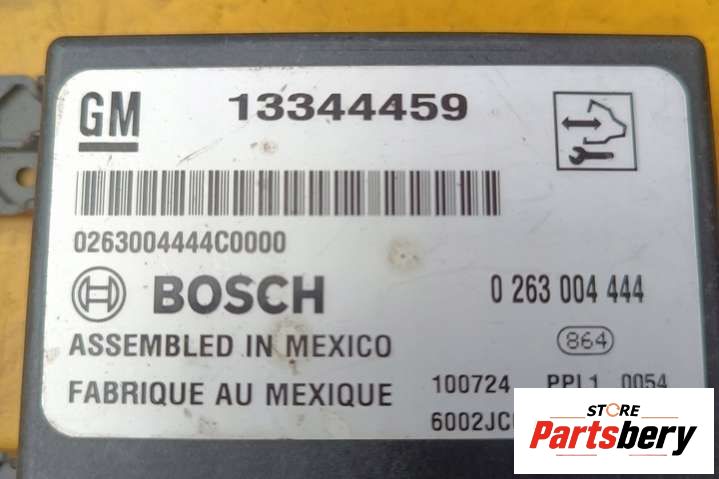 GM 13344459
0263004444C0000
BOSCH 0 263 004 444
ASSEMBLED IN MEXICO 864
FABRIQUE AU MEXIQUE 100724 PPL1 0054
STORE
Partsbery